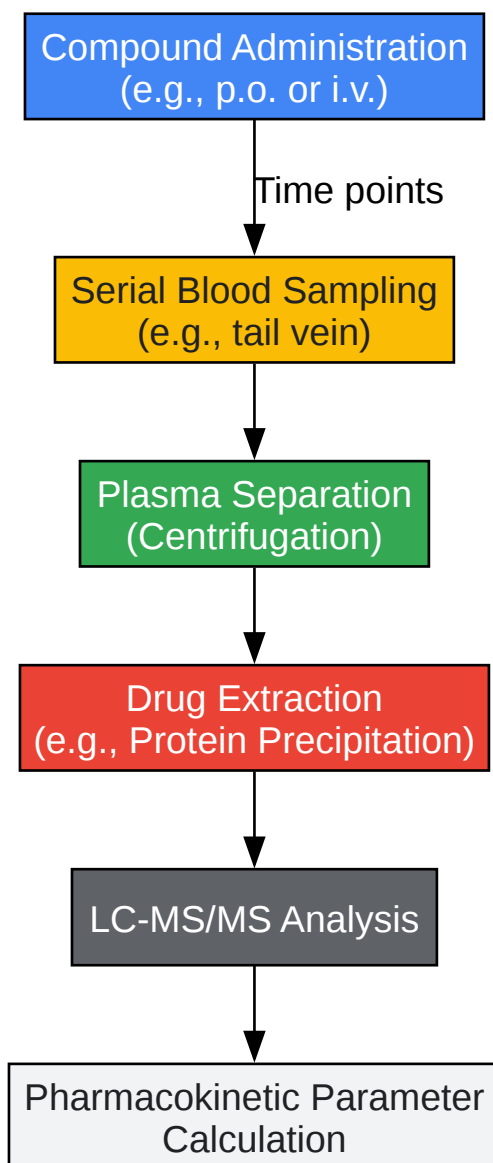 Compound Administration
(e.g., p.o. or i.v.)
Time points
Serial Blood Sampling
(e.g., tail vein)
Plasma Separation
(Centrifugation)
Drug Extraction
(e.g., Protein Precipitation)
LC-MS/MS Analysis
Pharmacokinetic Parameter
Calculation